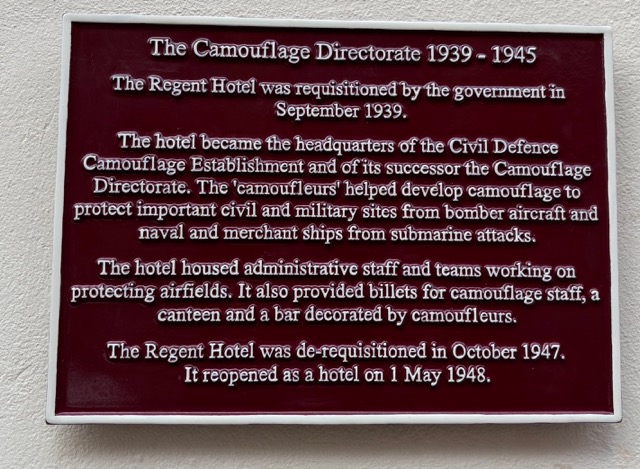 The Camouflage Directorate 1939 - 1945
The Regent Hotel was requisitioned by the government in
September 1939.
The hotel became the headquarters of the Civil Defence
Camouflage Establishment and of its successor the Camouflage
Directorate. The 'camoufleurs' helped develop camouflage to
protect important civil and military sites from bomber aircraft and
naval and merchant ships from submarine attacks.
The hotel housed administrative staff and teams working on
protecting airfields. It also provided billets for camouflage staff, a
canteen and a bar decorated by camoufleurs.
The Regent Hotel was de-requisitioned in October 1947.
It reopened as a hotel on 1 May 1948.